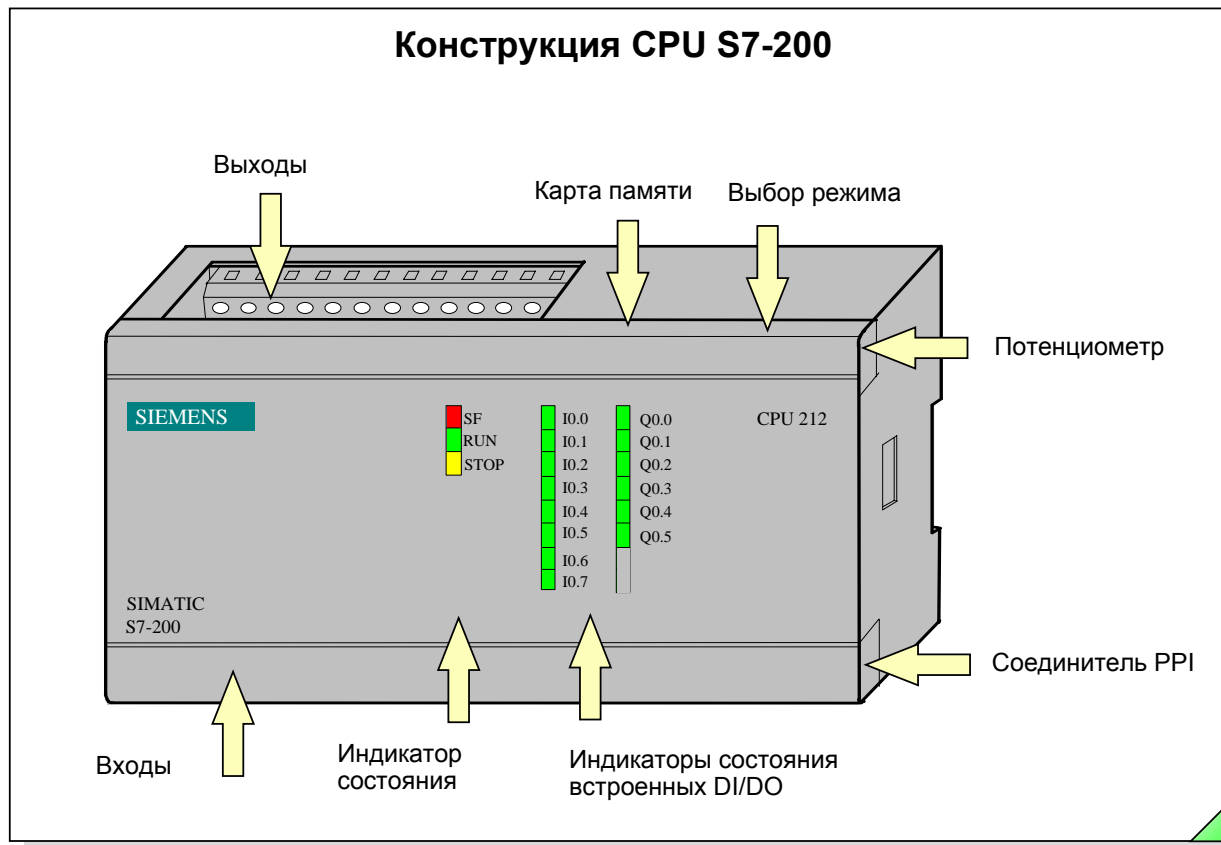 Конструкция CPU S7-200
Выходы
Карта памяти
Выбор режима
Потенциометр
SIEMENS
SF
RUN
STOP
I0.0
I0.1
I0.2
I0.3
I0.4
I0.5
I0.6
I0.7
Q0.0
Q0.1
Q0.2
Q0.3
Q0.4
Q0.5
CPU 212
SIMATIC
S7-200
Соединитель PPI
Входы
Индикатор
состояния
Индикаторы состояния
встроенных DI/DO